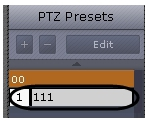 PTZ Presets
+ - Edit
00
1 111